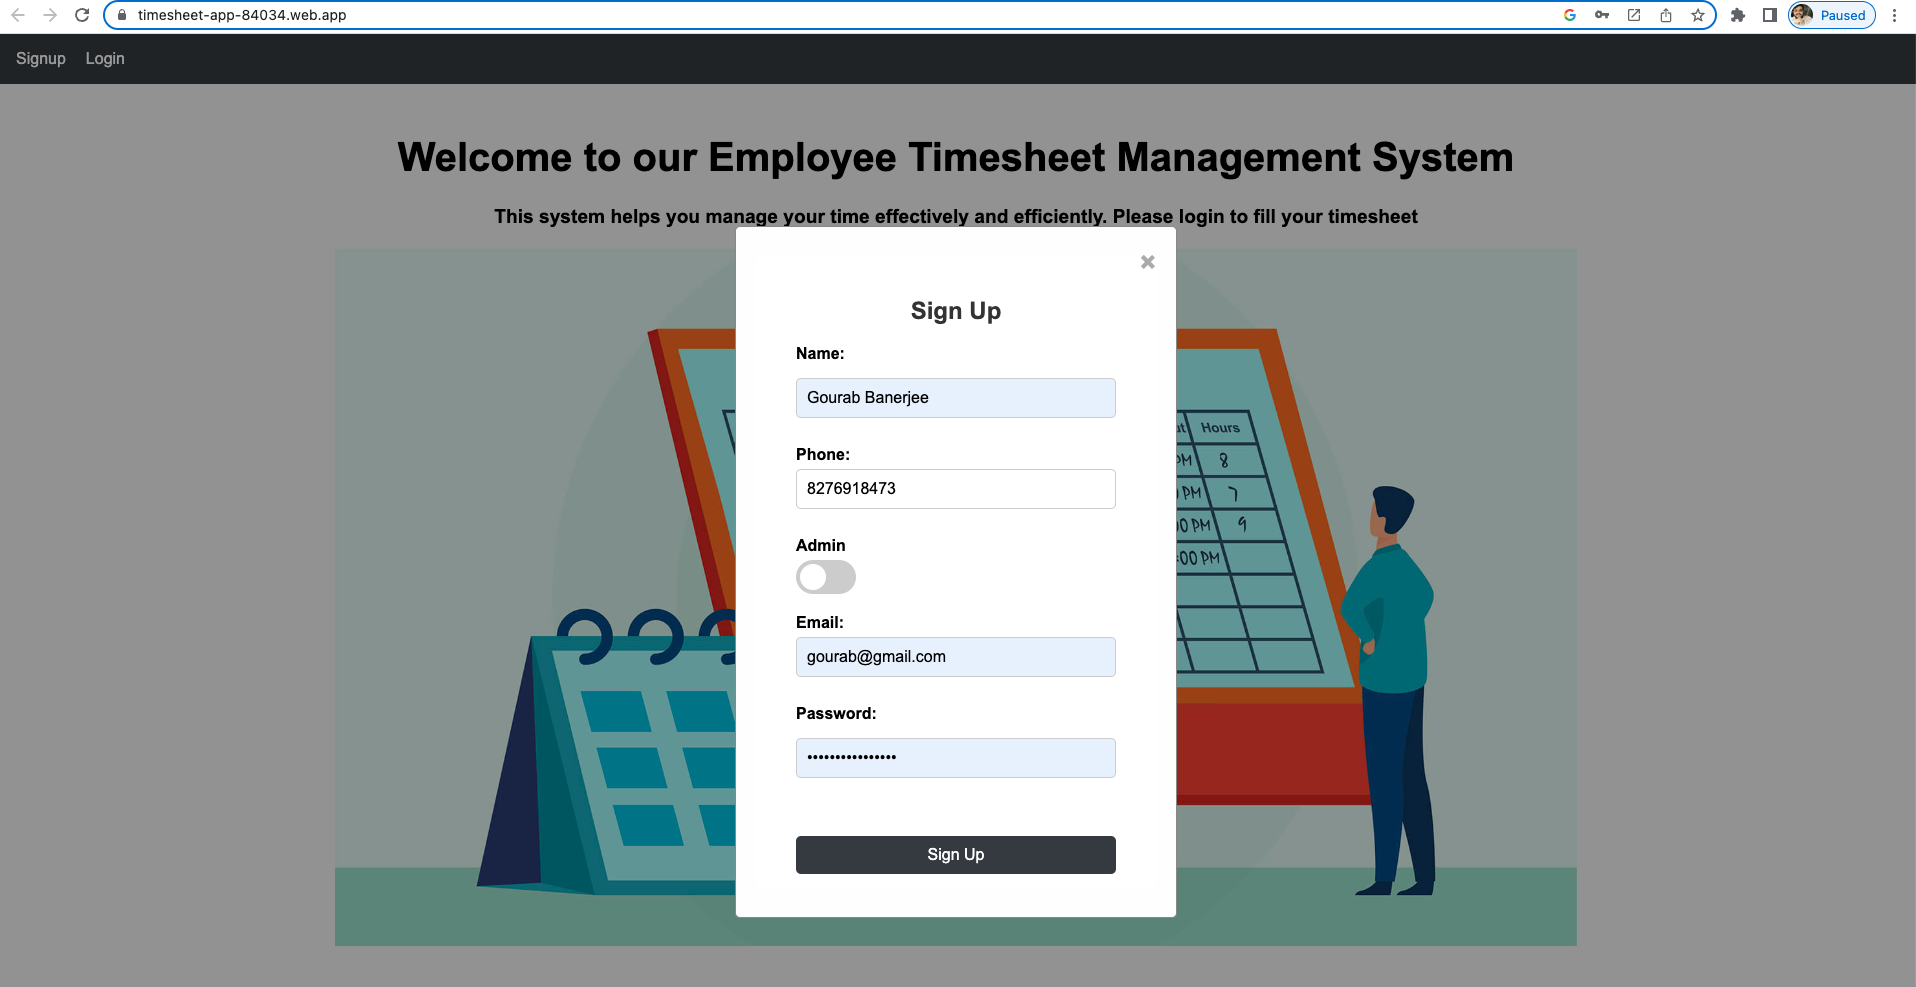 timesheet-app-84034.web.app
Paused
Signup Login
Welcome to our Employee Timesheet Management System
This system helps you manage your time effectively and efficiently. Please login to fill your timesheet
Sign Up
Name:
Gourab Banerjee
Phone:
8276918473
Admin
Email:
gourab@gmail.com
Password:
••••••••••••••••
Sign Up
Hours
PM 8
PM 7
PM 9
:00 PM